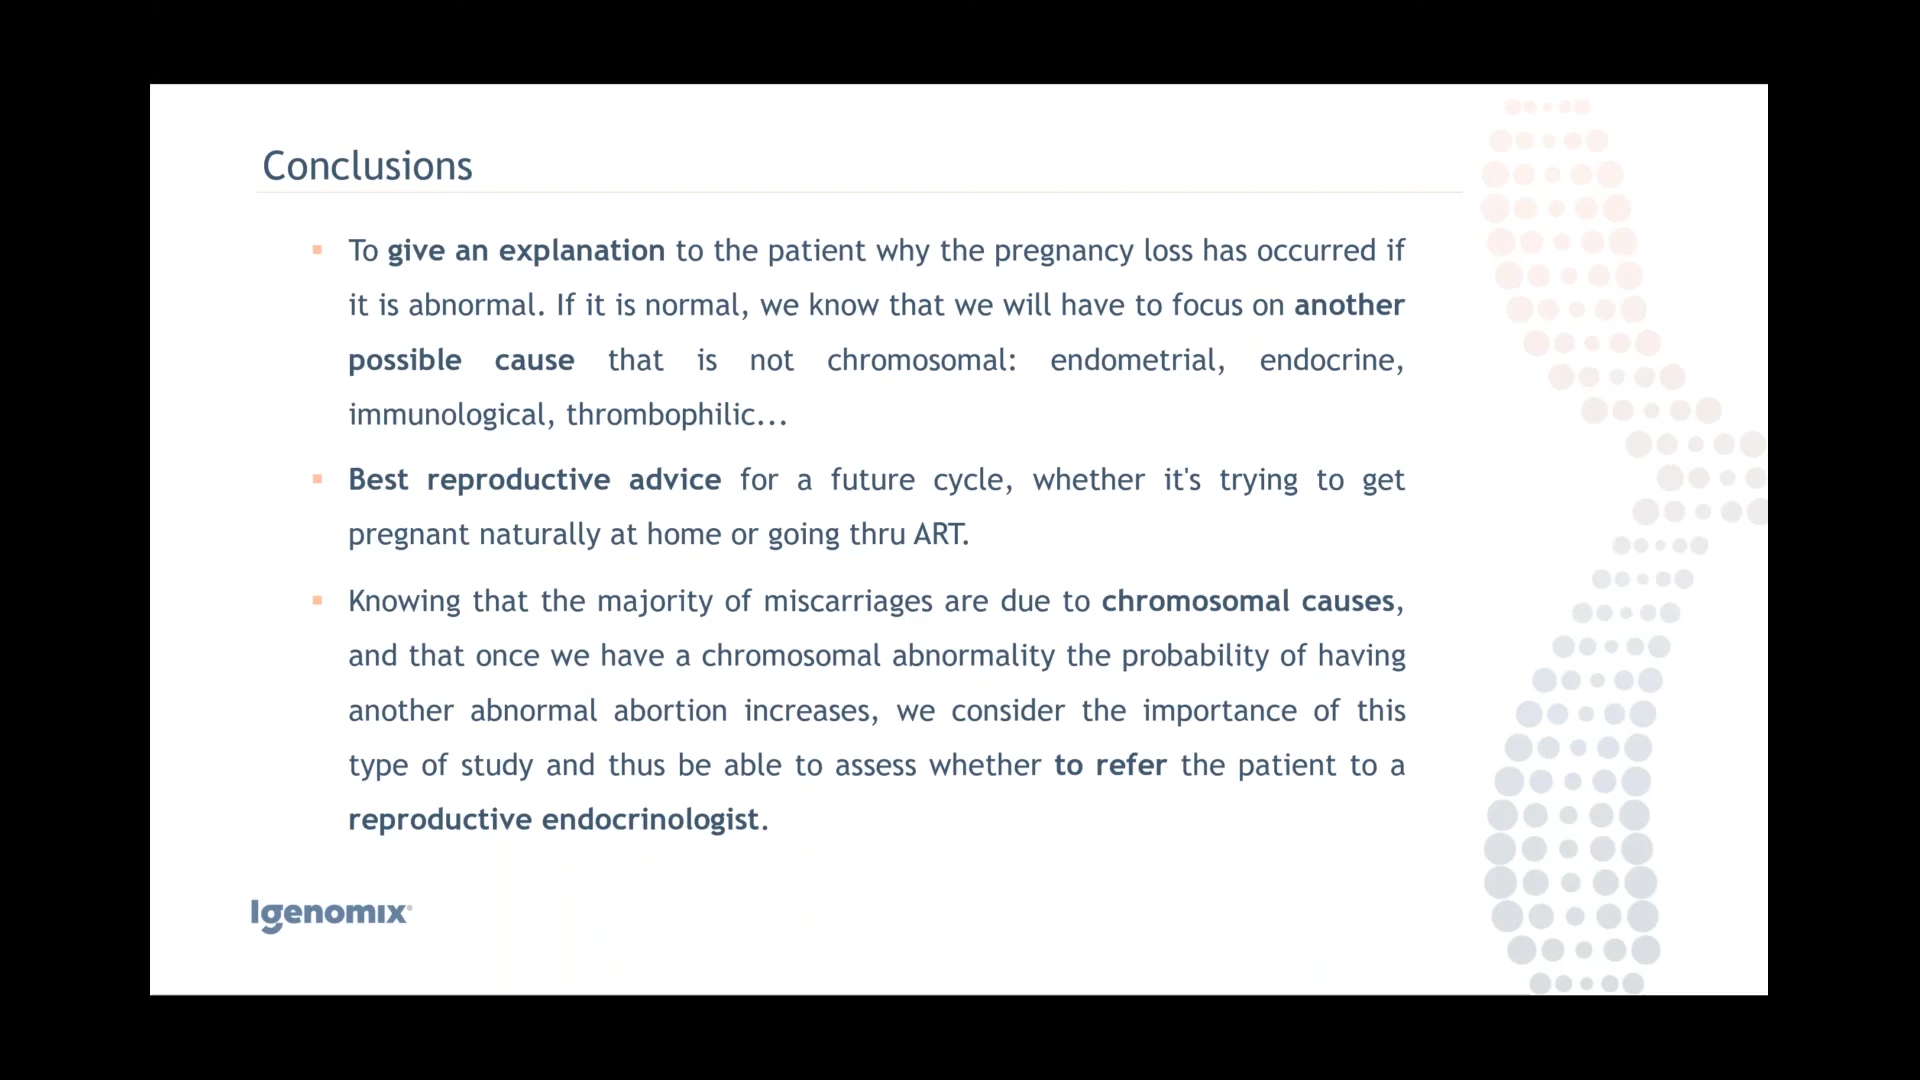 Conclusions
▪ To give an explanation to the patient why the pregnancy loss has occurred if
it is abnormal. If it is normal, we know that we will have to focus on another
possible cause that is not chromosomal: endometrial, endocrine,
immunological, thrombophilic...
▪ Best reproductive advice for a future cycle, whether it's trying to get
pregnant naturally at home or going thru ART.
▪ Knowing that the majority of miscarriages are due to chromosomal causes,
and that once we have a chromosomal abnormality the probability of having
another abnormal abortion increases, we consider the importance of this
type of study and thus be able to assess whether to refer the patient to a
reproductive endocrinologist.
Igenomix®